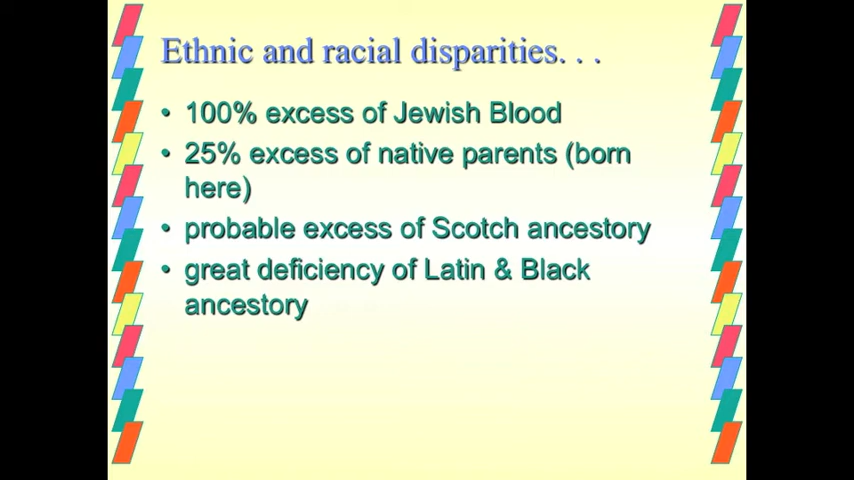 Ethnic and racial disparities. . .
• 100% excess of Jewish Blood
• 25% excess of native parents (born
here)
• probable excess of Scotch ancestory
• great deficiency of Latin & Black
ancestory